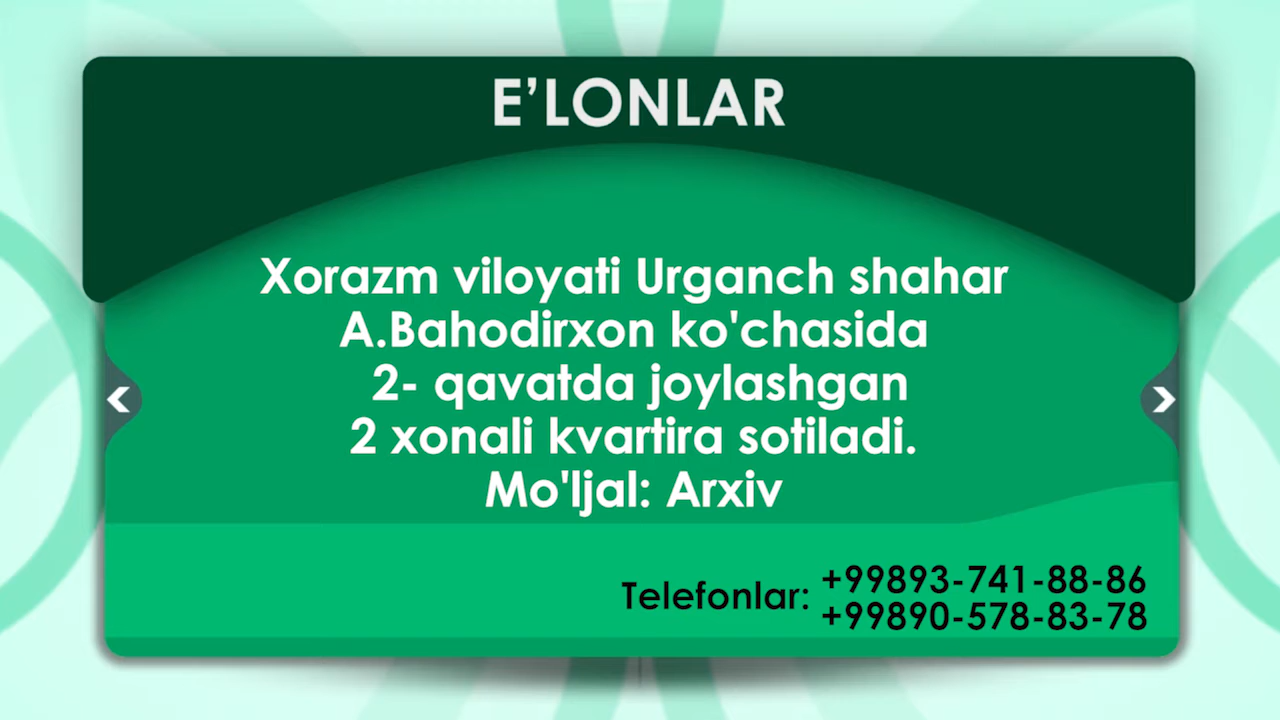 E’LONLAR
Xorazm viloyati Urganch shahar
A.Bahodirxon ko'chasida
2- qavatda joylashgan
2 xonali kvartira sotiladi.
Mo'ljal: Arxiv
Telefonlar: +99893-741-88-86
+99890-578-83-78